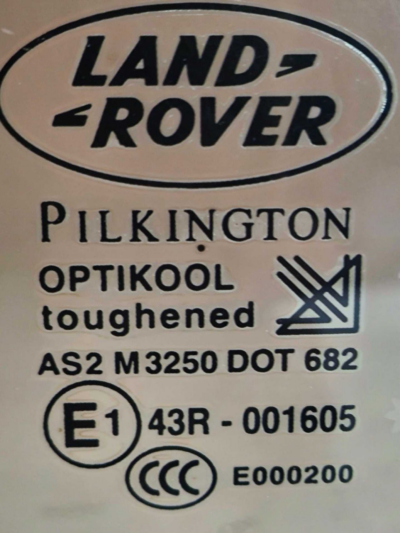 LAND
ROVER
PILKINGTON
OPTIKOOL
toughened
AS2 M3250 DOT 682
E1 43R - 001605
CCC E000200